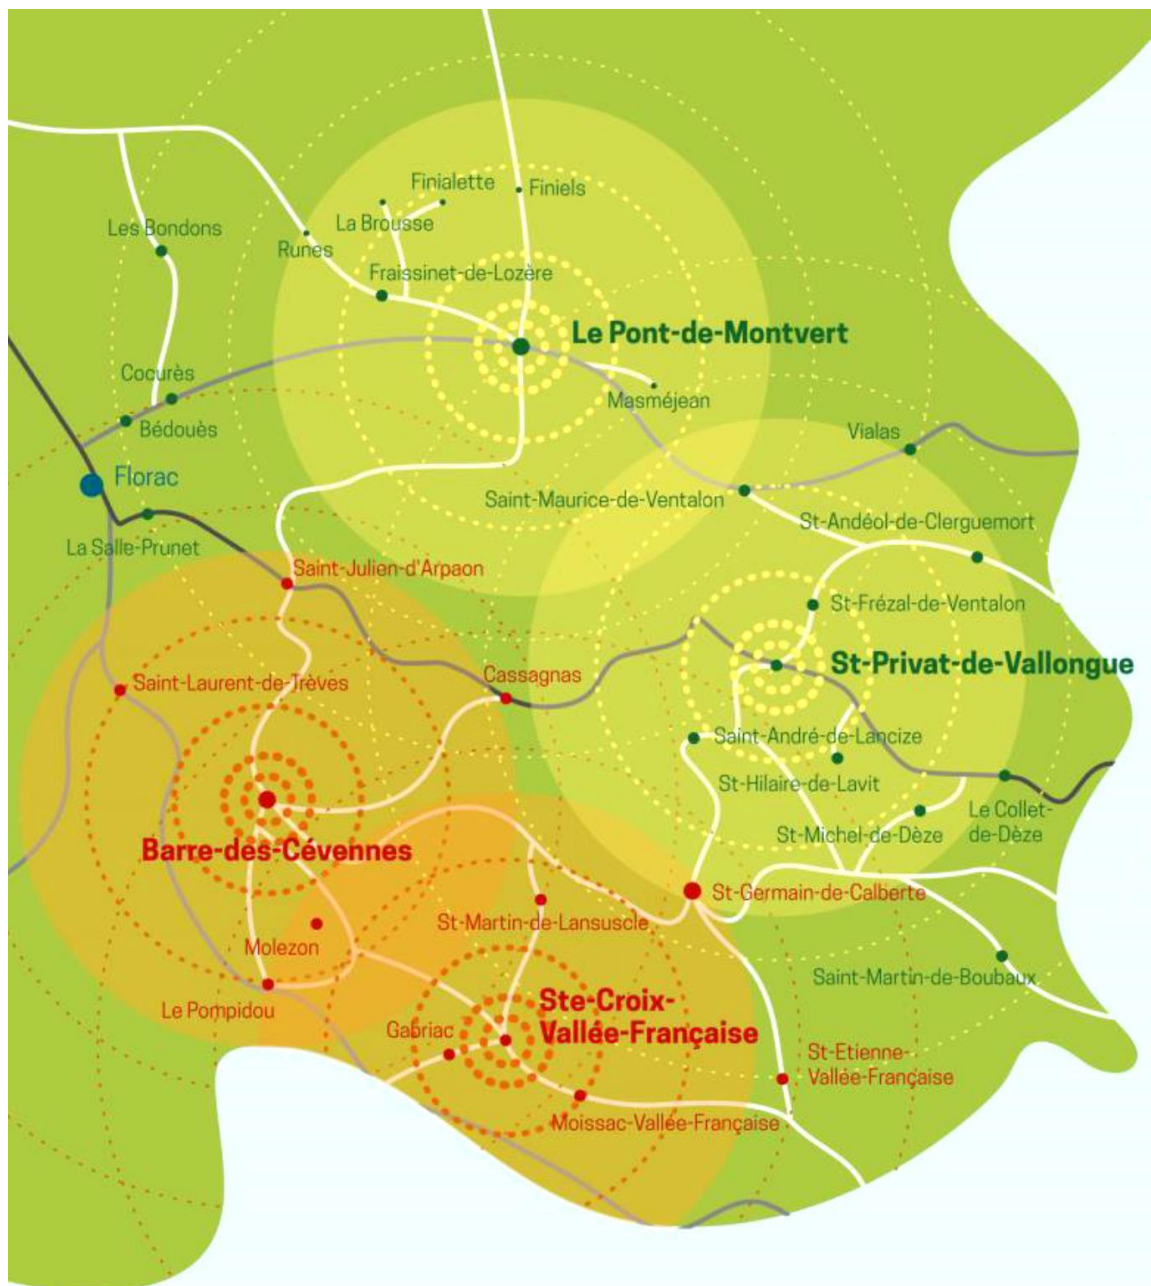 Finialette
Finiels
La Brousse
Les Bondons
Runes
Fraissinet-de-Lozère
Le Pont-de-Montvert
Cocurès
Masméjean
Bédouès
Vialas
Florac
Saint-Maurice-de-Ventalon
St-Andéol-de-Clerguemort
La Salle-Prunet
Saint-Julien-d'Arpaon
St-Frézal-de-Ventalon
St-Privat-de-Vallongue
Cassagnas
Saint-Laurent-de-Trèves
Saint-André-de-Lancize
St-Hilaire-de-Lavit
Le Collet-
de-Dèze
St-Michel-de-Dèze
Barre-des-Cévennes
St-Germain-de-Calberte
St-Martin-de-Lansuscle
Molezon
Saint-Martin-de-Boubaux
Le Pompidou
Ste-Croix-
Vallée-Française
Gabriac
St-Etienne-
Vallée-Française
Moissac-Vallée-Française